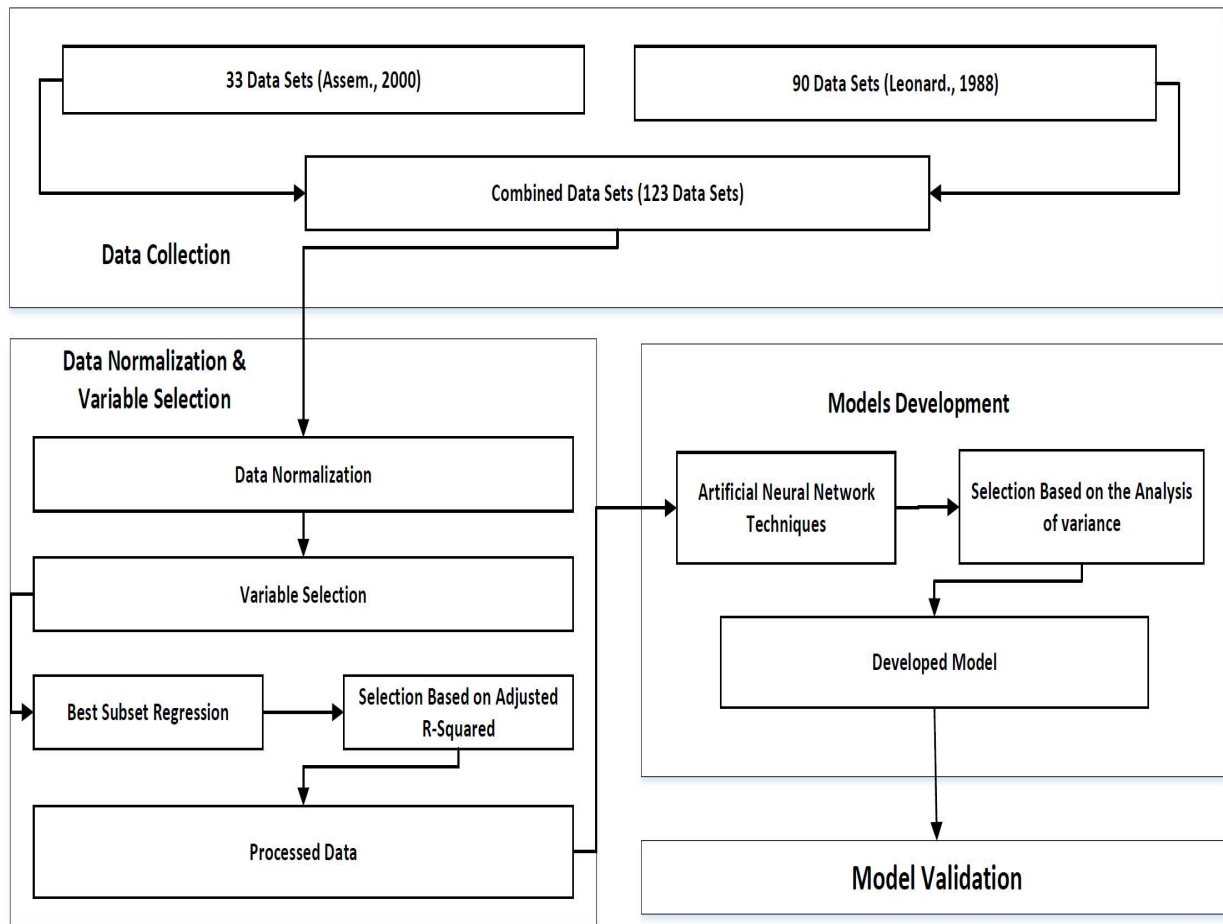 33 Data Sets (Assem., 2000)
90 Data Sets (Leonard., 1988)
Combined Data Sets (123 Data Sets)
Data Collection
Data Normalization &
Variable Selection
Data Normalization
Variable Selection
Best Subset Regression
Selection Based on Adjusted
R-Squared
Processed Data
Models Development
Artificial Neural Network
Techniques
Selection Based on the Analysis
of variance
Developed Model
Model Validation